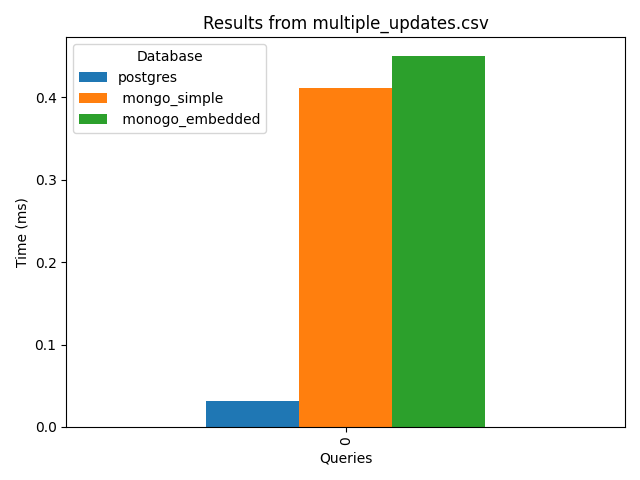 Results from multiple_updates.csv
Database
postgres
mongo_simple
monogo_embedded
Time (ms)
0.4
0.3
0.2
0.1
0.0
0
Queries